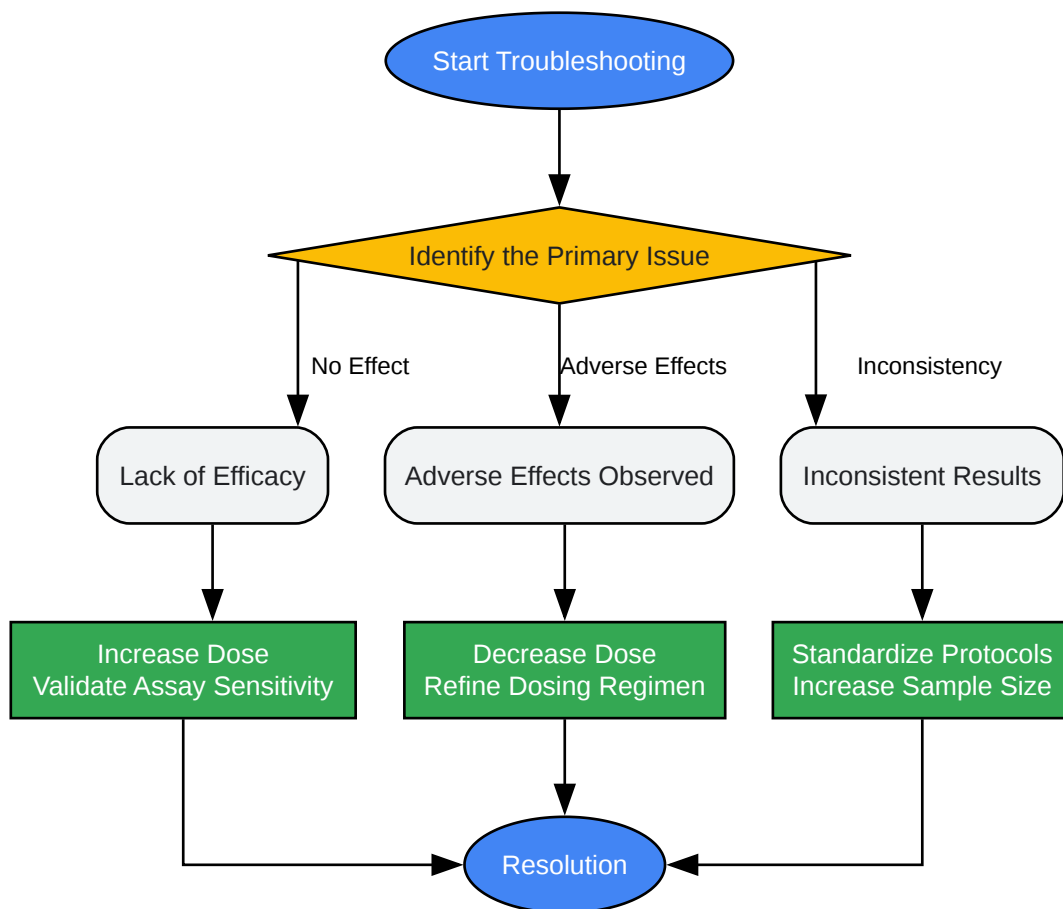 Start Troubleshooting
Identify the Primary Issue
No Effect
Adverse Effects
Inconsistency
Lack of Efficacy
Adverse Effects Observed
Inconsistent Results
Increase Dose
Validate Assay Sensitivity
Decrease Dose
Refine Dosing Regimen
Standardize Protocols
Increase Sample Size
Resolution